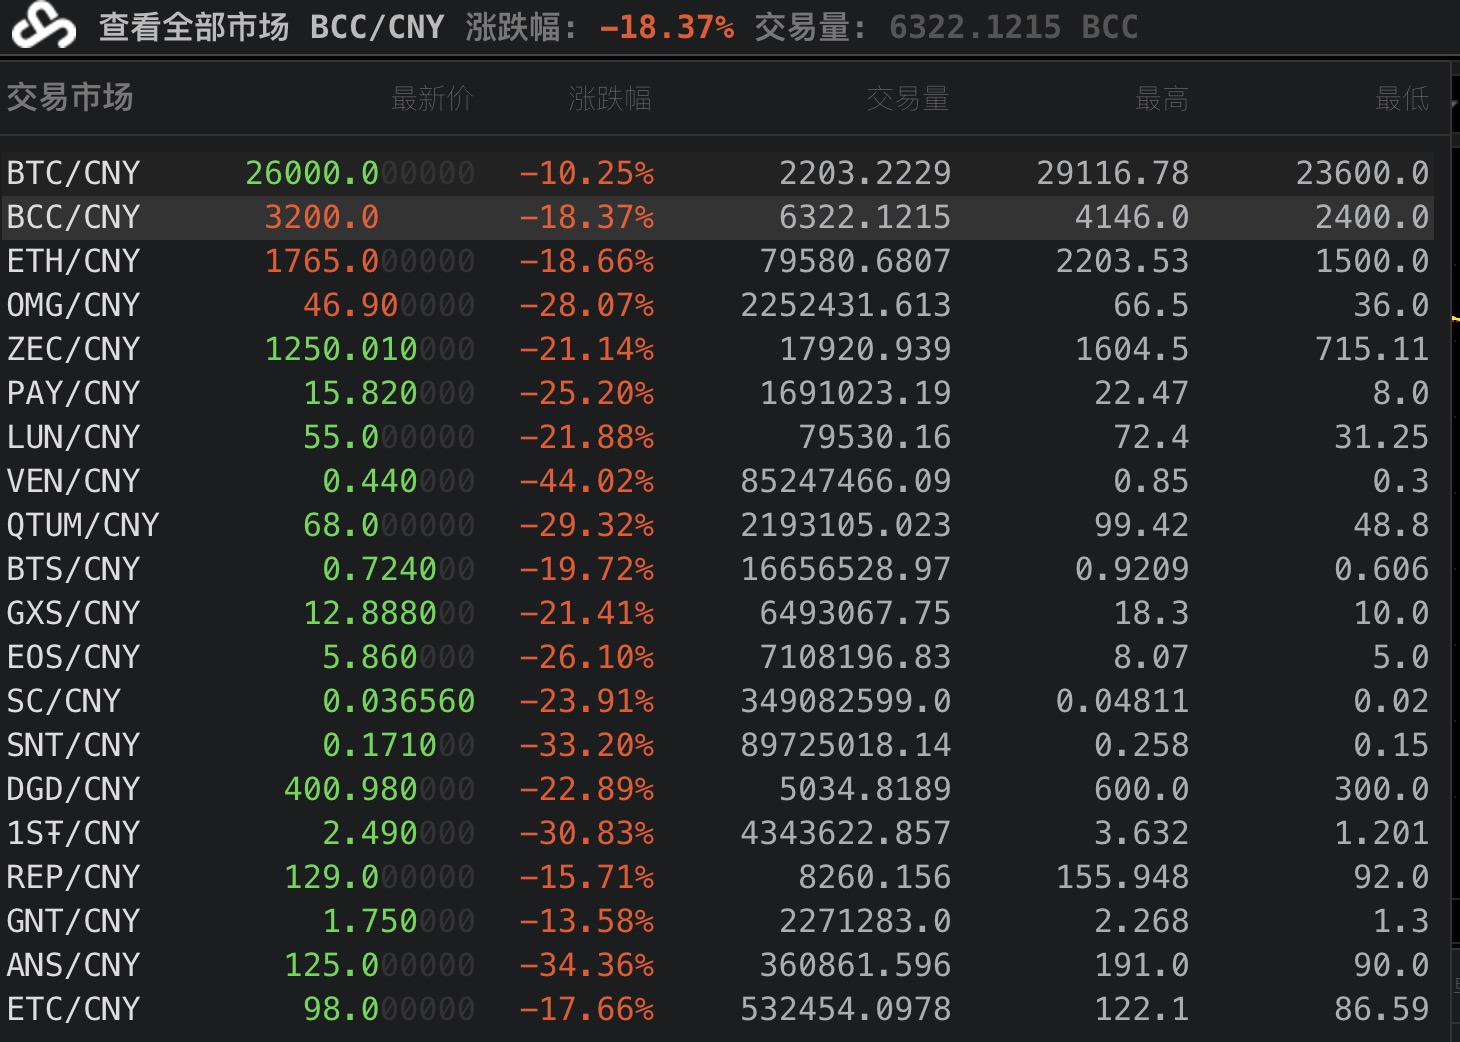 查看全部市场 BCC/CNY 涨跌幅: -18.37% 交易量: 6322.1215 BCC
交易市场 最新价 涨跌幅 交易量 最高 最低
BTC/CNY 26000.000000 -10.25% 2203.2229 29116.78 23600.0
BCC/CNY 3200.0 -18.37% 6322.1215 4146.0 2400.0
ETH/CNY 1765.000000 -18.66% 79580.6807 2203.53 1500.0
OMG/CNY 46.900000 -28.07% 2252431.613 66.5 36.0
ZEC/CNY 1250.010000 -21.14% 17920.939 1604.5 715.11
PAY/CNY 15.820000 -25.20% 1691023.19 22.47 8.0
LUN/CNY 55.000000 -21.88% 79530.16 72.4 31.25
VEN/CNY 0.440000 -44.02% 85247466.09 0.85 0.3
QTUM/CNY 68.000000 -29.32% 2193105.023 99.42 48.8
BTS/CNY 0.724000 -19.72% 16656528.97 0.9209 0.606
GXS/CNY 12.888000 -21.41% 6493067.75 18.3 10.0
EOS/CNY 5.860000 -26.10% 7108196.83 8.07 5.0
SC/CNY 0.036560 -23.91% 349082599.0 0.04811 0.02
SNT/CNY 0.171000 -33.20% 89725018.14 0.258 0.15
DGD/CNY 400.980000 -22.89% 5034.8189 600.0 300.0
1SŦ/CNY 2.490000 -30.83% 4343622.857 3.632 1.201
REP/CNY 129.000000 -15.71% 8260.156 155.948 92.0
GNT/CNY 1.750000 -13.58% 2271283.0 2.268 1.3
ANS/CNY 125.000000 -34.36% 360861.596 191.0 90.0
ETC/CNY 98.000000 -17.66% 532454.0978 122.1 86.59